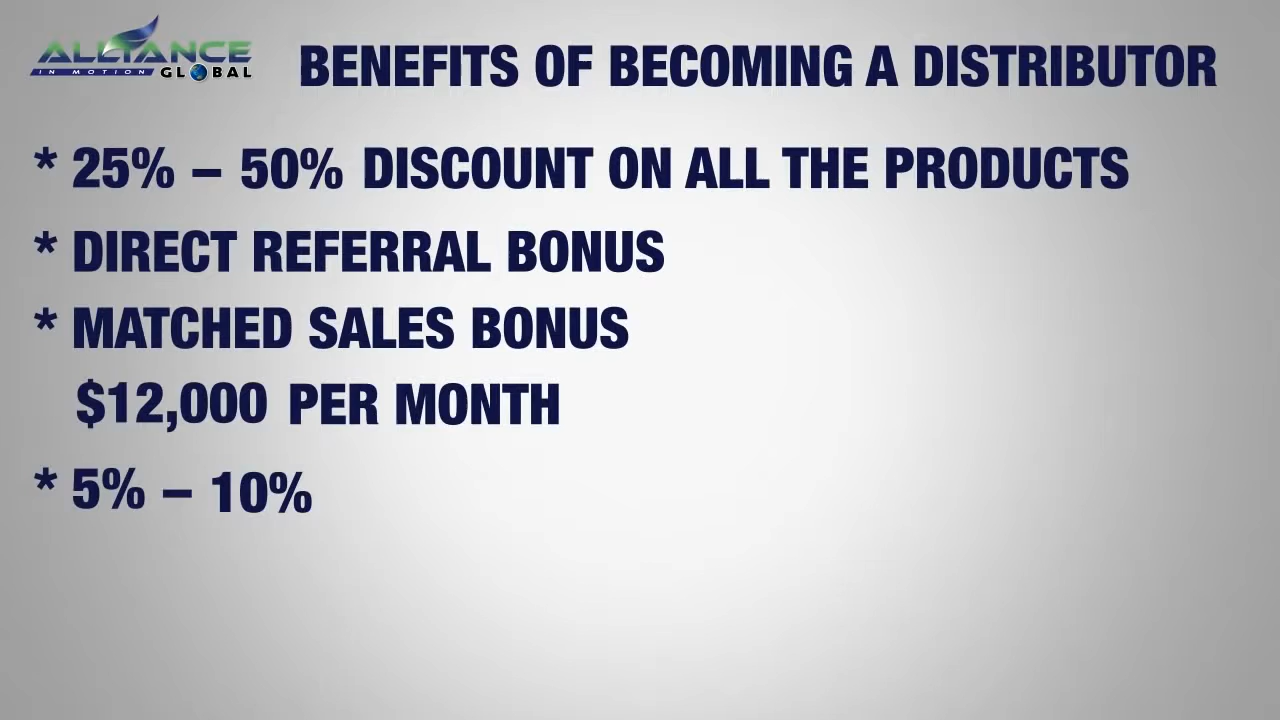 ALLIANCE
IN MOTION GLOBAL
BENEFITS OF BECOMING A DISTRIBUTOR
* 25% – 50% DISCOUNT ON ALL THE PRODUCTS
* DIRECT REFERRAL BONUS
* MATCHED SALES BONUS
$12,000 PER MONTH
* 5% – 10%